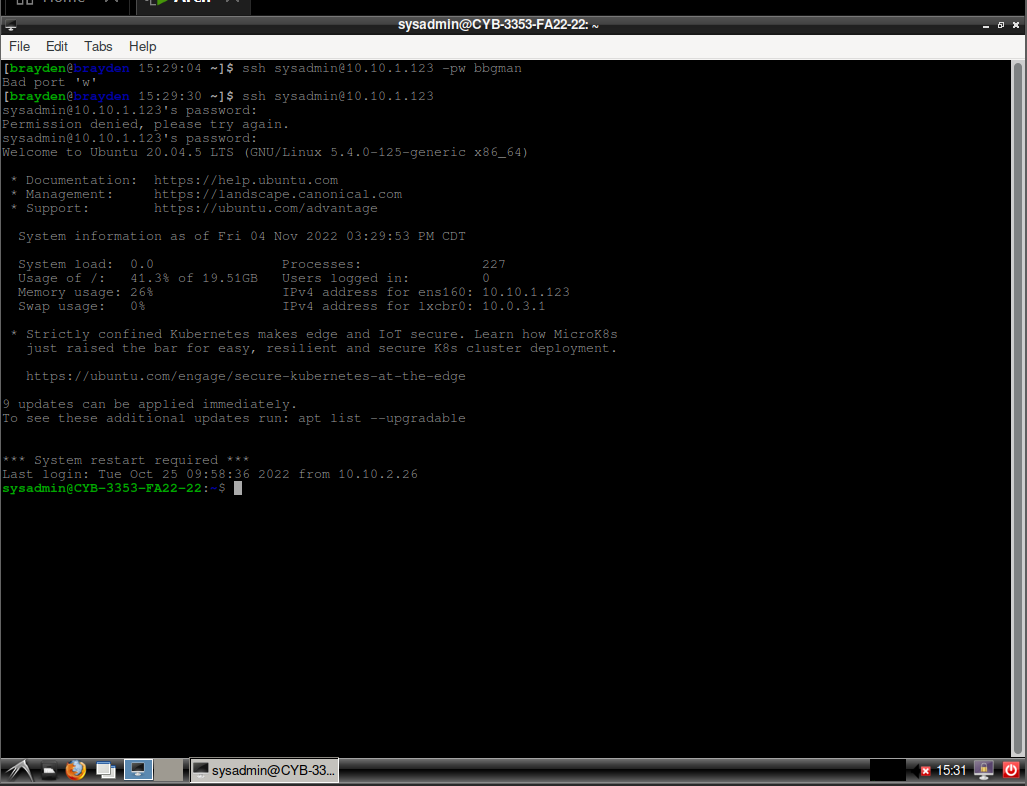 Home
Arch
sysadmin@CYB-3353-FA22-22: ~
File Edit Tabs Help
[brayden@brayden 15:29:04 ~]$ ssh sysadmin@10.10.1.123 -pw bbgman
Bad port 'w'
[brayden@brayden 15:29:30 ~]$ ssh sysadmin@10.10.1.123
sysadmin@10.10.1.123's password:
Permission denied, please try again.
sysadmin@10.10.1.123's password:
Welcome to Ubuntu 20.04.5 LTS (GNU/Linux 5.4.0-125-generic x86_64)
* Documentation: https://help.ubuntu.com
* Management: https://landscape.canonical.com
* Support: https://ubuntu.com/advantage
System information as of Fri 04 Nov 2022 03:29:53 PM CDT
System load: 0.0 Processes: 227
Usage of /: 41.3% of 19.51GB Users logged in: 0
Memory usage: 26% IPv4 address for ens160: 10.10.1.123
Swap usage: 0% IPv4 address for lxcbr0: 10.0.3.1
* Strictly confined Kubernetes makes edge and IoT secure. Learn how MicroK8s
just raised the bar for easy, resilient and secure K8s cluster deployment.
https://ubuntu.com/engage/secure-kubernetes-at-the-edge
9 updates can be applied immediately.
To see these additional updates run: apt list --upgradable
*** System restart required ***
Last login: Tue Oct 25 09:58:36 2022 from 10.10.2.26
sysadmin@CYB-3353-FA22-22:~$
sysadmin@CYB-33...
15:31